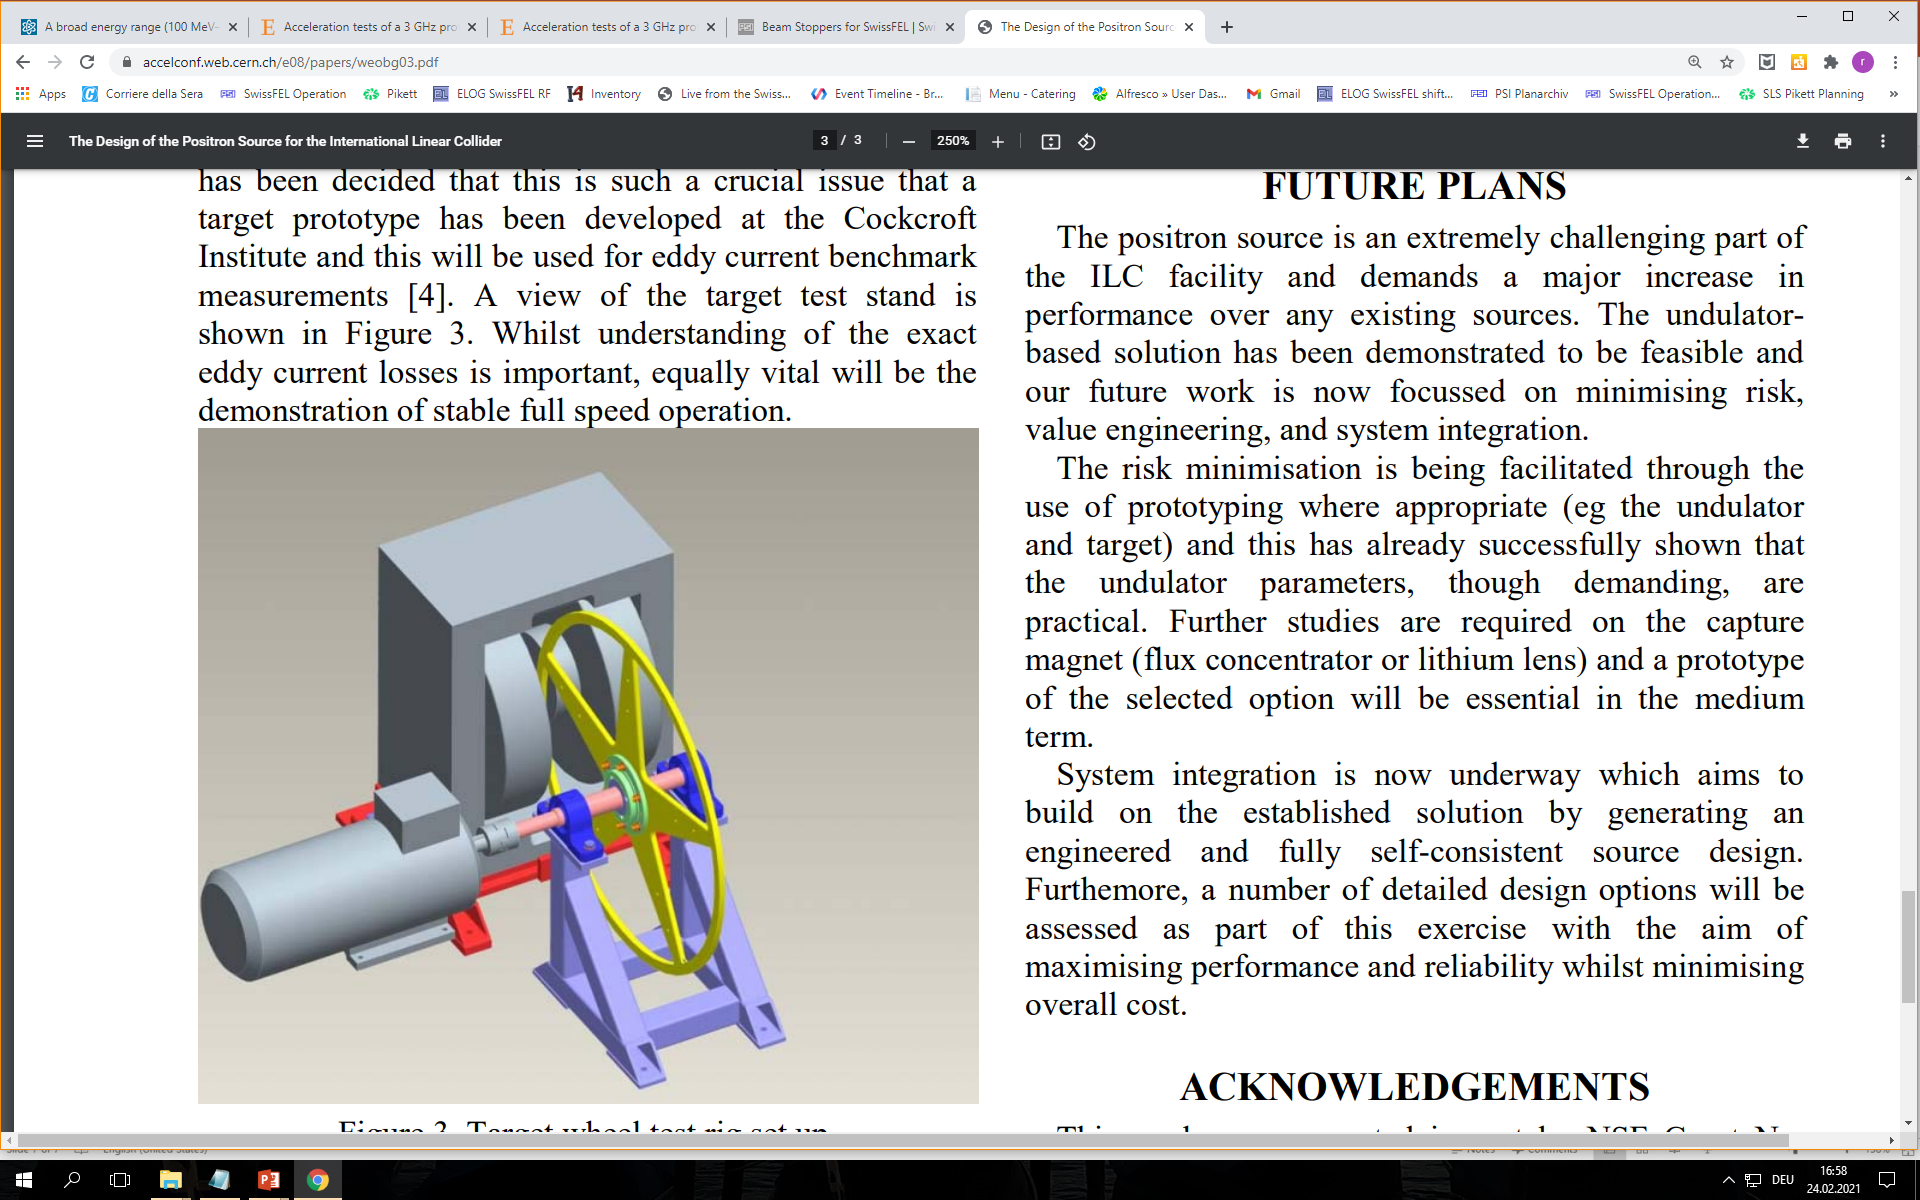 A broad energy range (100 MeV-
Acceleration tests of a 3 GHz pro
Acceleration tests of a 3 GHz pro
Beam Stoppers for SwissFEL | Swi
The Design of the Positron Sourc
accelconf.web.cern.ch/e08/papers/weobg03.pdf
r
Apps
Corriere della Sera
SwissFEL Operation
Pikett
ELOG SwissFEL RF
Inventory
Live from the Swiss...
Event Timeline - Br...
Menu - Catering
Alfresco » User Das...
Gmail
ELOG SwissFEL shift...
PSI Planarchiv
SwissFEL Operation...
SLS Pikett Planning
»
The Design of the Positron Source for the International Linear Collider
3 / 3
250%
has been decided that this is such a crucial issue that a
target prototype has been developed at the Cockcroft
Institute and this will be used for eddy current benchmark
measurements [4]. A view of the target test stand is
shown in Figure 3. Whilst understanding of the exact
eddy current losses is important, equally vital will be the
demonstration of stable full speed operation.
Figure 3. Target wheel test rig set up
FUTURE PLANS
The positron source is an extremely challenging part of
the ILC facility and demands a major increase in
performance over any existing sources. The undulator-
based solution has been demonstrated to be feasible and
our future work is now focussed on minimising risk,
value engineering, and system integration.
The risk minimisation is being facilitated through the
use of prototyping where appropriate (eg the undulator
and target) and this has already successfully shown that
the undulator parameters, though demanding, are
practical. Further studies are required on the capture
magnet (flux concentrator or lithium lens) and a prototype
of the selected option will be essential in the medium
term.
System integration is now underway which aims to
build on the established solution by generating an
engineered and fully self-consistent source design.
Furthemore, a number of detailed design options will be
assessed as part of this exercise with the aim of
maximising performance and reliability whilst minimising
overall cost.
ACKNOWLEDGEMENTS
DEU
16:58
24.02.2021